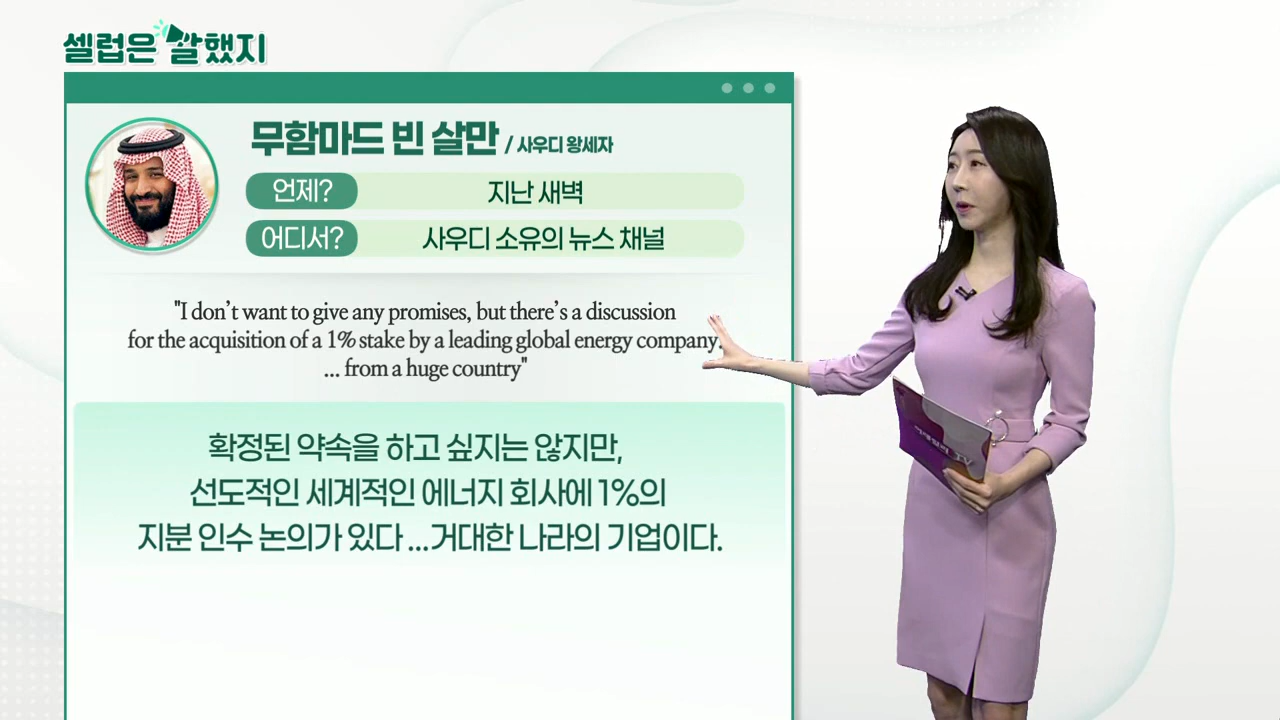 셀럽은 말했지
무함마드 빈 살만 / 사우디 왕세자
언제? 지난 새벽
어디서? 사우디 소유의 뉴스 채널
"I don't want to give any promises, but there's a discussion
for the acquisition of a 1% stake by a leading global energy company.
... from a huge country"
확정된 약속을 하고 싶지는 않지만,
선도적인 세계적인 에너지 회사에 1%의
지분 인수 논의가 있다 ...거대한 나라의 기업이다.